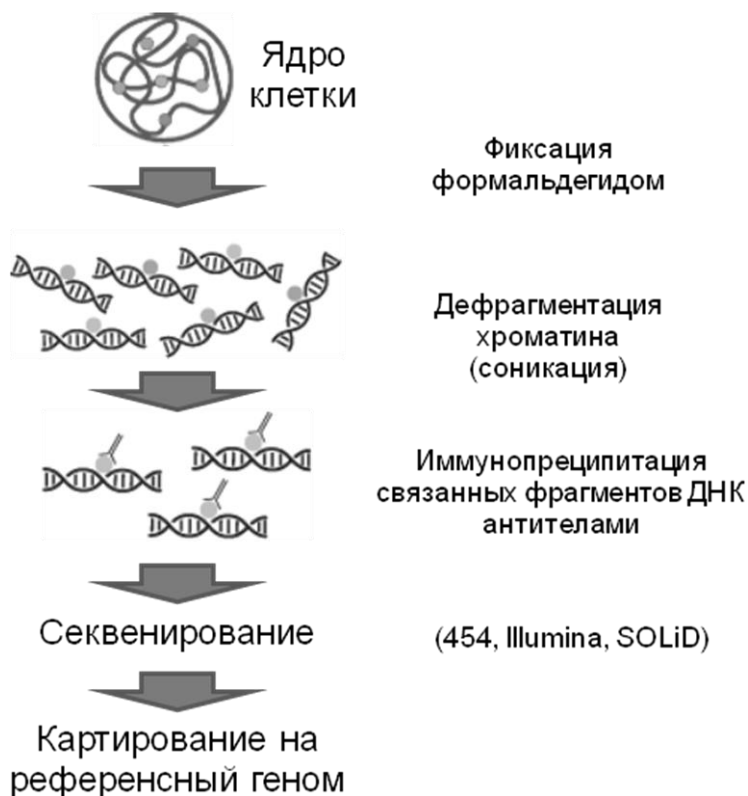 Ядро
клетки
Фиксация
формальдегидом
Дефрагментация
хроматина
(соникация)
Иммунопреципитация
связанных фрагментов ДНК
антителами
Секвенирование
(454, Illumina, SOLiD)
Картирование на
референсный геном